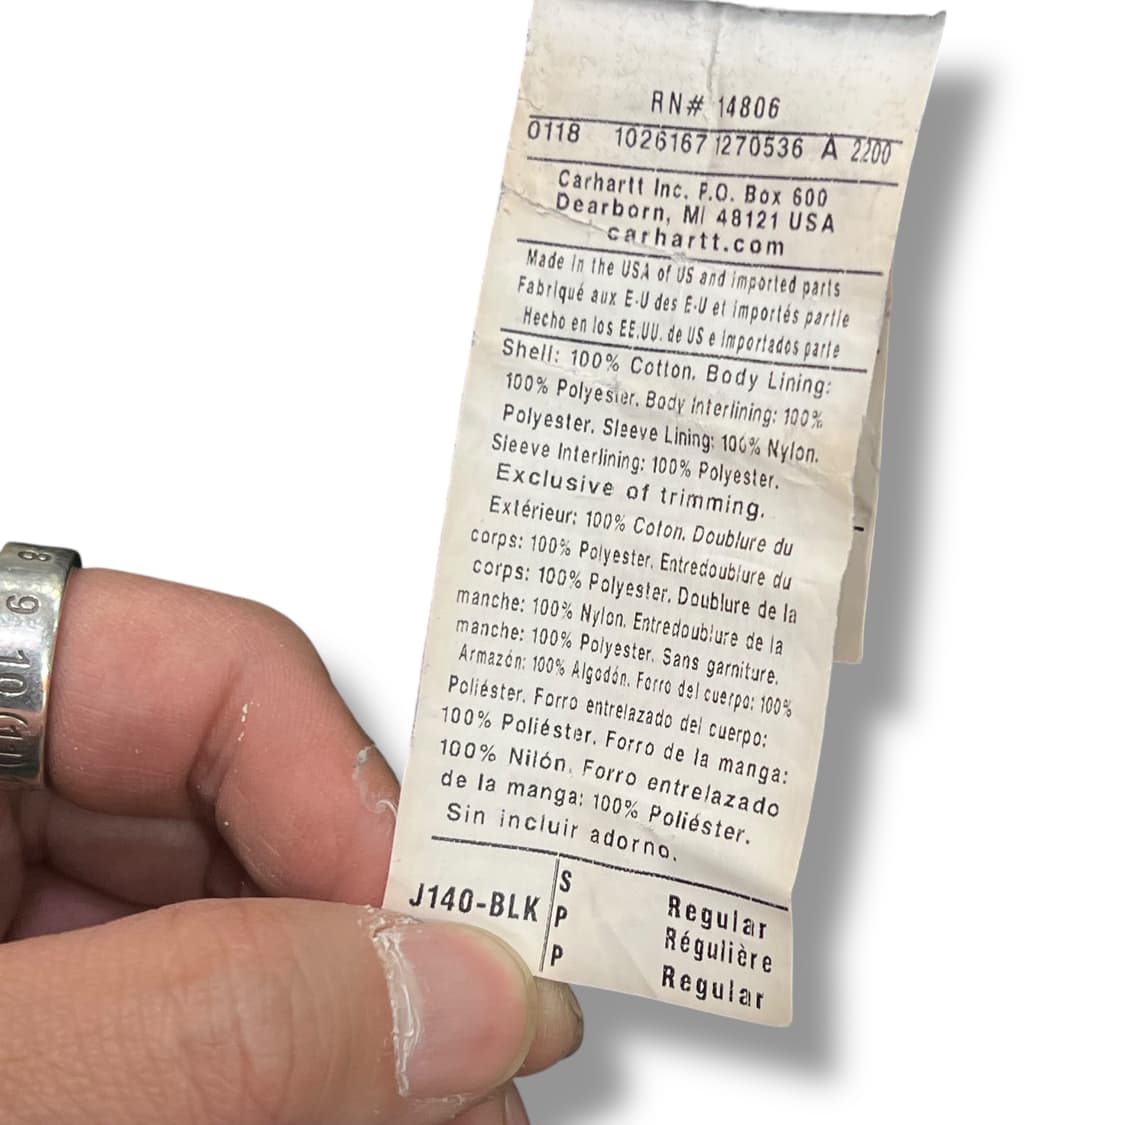 RN# 14806
0118 1026167 1270536 A 2200
Carhartt Inc. P.O. Box 600
Dearborn, MI 48121 USA
carhartt.com
Made in the USA of US and imported parts
Fabriqué aux E-U des E-U et importés partie
Hecho en los EE.UU. de US e importados parte
Shell: 100% Cotton. Body Lining:
100% Polyester. Body Interlining: 100%
Polyester. Sleeve Lining: 100% Nylon.
Sleeve Interlining: 100% Polyester.
Exclusive of trimming.
Extérieur: 100% Coton. Doublure du
corps: 100% Polyester. Entredoublure du
corps: 100% Polyester. Doublure de la
manche: 100% Nylon. Entredoublure de la
manche: 100% Polyester. Sans garniture.
Armazón: 100% Algodón. Forro del cuerpo: 100%
Poliéster. Forro entrelazado del cuerpo:
100% Poliéster. Forro de la manga:
100% Nilón. Forro entrelazado
de la manga: 100% Poliéster.
Sin incluir adorno.
J140-BLK
S Regular
P Régulière
P Regular
8 9 10 11